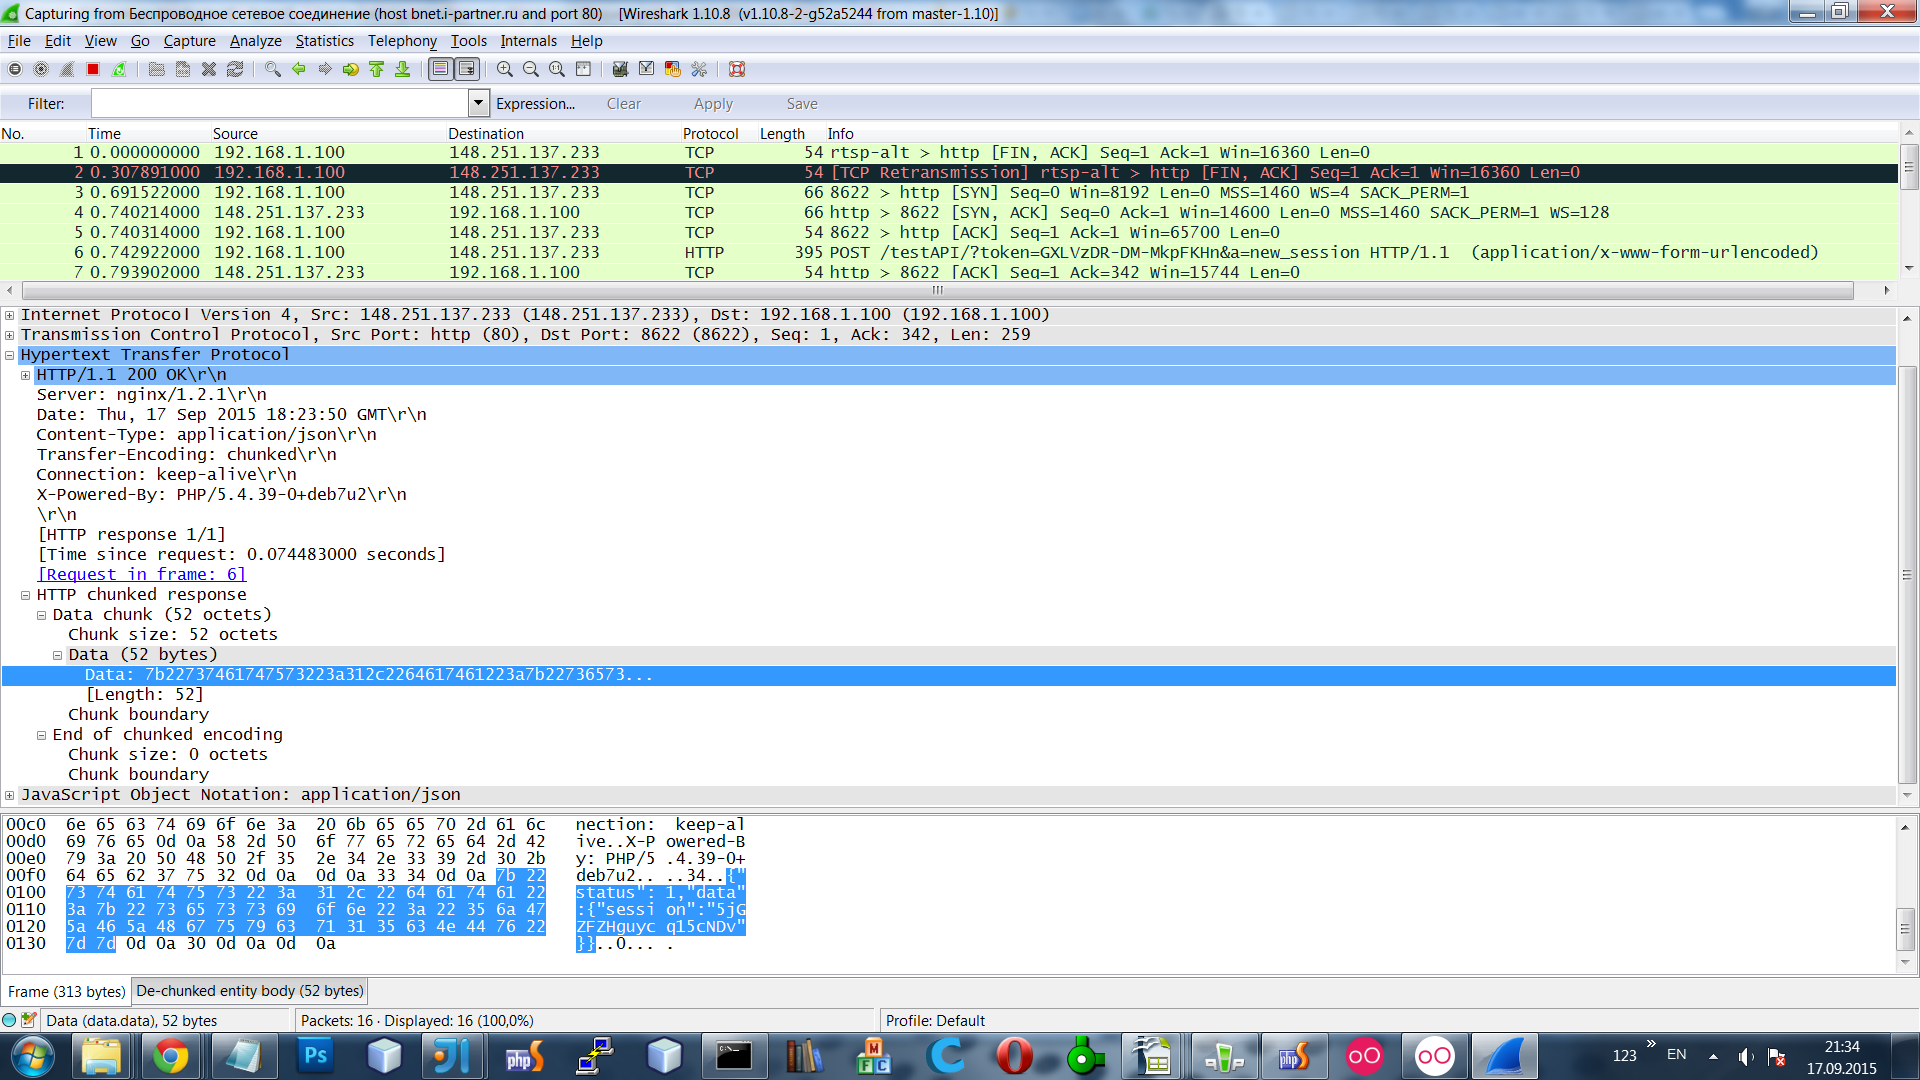 Capturing from Беспроводное сетевое соединение (host bnet.i-partner.ru and port 80) [Wireshark 1.10.8 (v1.10.8-2-g52a5244 from master-1.10)]
File Edit View Go Capture Analyze Statistics Telephony Tools Internals Help
Filter: Expression... Clear Apply Save
No. Time Source Destination Protocol Length Info
1 0.000000000 192.168.1.100 148.251.137.233 TCP 54 rtsp-alt > http [FIN, ACK] Seq=1 Ack=1 Win=16360 Len=0
2 0.307891000 192.168.1.100 148.251.137.233 TCP 54 [TCP Retransmission] rtsp-alt > http [FIN, ACK] Seq=1 Ack=1 Win=16360 Len=0
3 0.691522000 192.168.1.100 148.251.137.233 TCP 66 8622 > http [SYN] Seq=0 Win=8192 Len=0 MSS=1460 WS=4 SACK_PERM=1
4 0.740214000 148.251.137.233 192.168.1.100 TCP 66 http > 8622 [SYN, ACK] Seq=0 Ack=1 Win=14600 Len=0 MSS=1460 SACK_PERM=1 WS=128
5 0.740314000 192.168.1.100 148.251.137.233 TCP 54 8622 > http [ACK] Seq=1 Ack=1 Win=65700 Len=0
6 0.742922000 192.168.1.100 148.251.137.233 HTTP 395 POST /testAPI/?token=GXLVzDR-DM-MkpFKHn&a=new_session HTTP/1.1 (application/x-www-form-urlencoded)
7 0.793902000 148.251.137.233 192.168.1.100 TCP 54 http > 8622 [ACK] Seq=1 Ack=342 Win=15744 Len=0
Internet Protocol Version 4, Src: 148.251.137.233 (148.251.137.233), Dst: 192.168.1.100 (192.168.1.100)
Transmission Control Protocol, Src Port: http (80), Dst Port: 8622 (8622), Seq: 1, Ack: 342, Len: 259
Hypertext Transfer Protocol
HTTP/1.1 200 OK\r\n
Server: nginx/1.2.1\r\n
Date: Thu, 17 Sep 2015 18:23:50 GMT\r\n
Content-Type: application/json\r\n
Transfer-Encoding: chunked\r\n
Connection: keep-alive\r\n
X-Powered-By: PHP/5.4.39-0+deb7u2\r\n
\r\n
[HTTP response 1/1]
[Time since request: 0.074483000 seconds]
[Request in frame: 6]
HTTP chunked response
Data chunk (52 octets)
Chunk size: 52 octets
Data (52 bytes)
Data: 7b22737461747573223a312c2264617461223a7b22736573...
[Length: 52]
Chunk boundary
End of chunked encoding
Chunk size: 0 octets
Chunk boundary
JavaScript Object Notation: application/json
00c0 6e 65 63 74 69 6f 6e 3a 20 6b 65 65 70 2d 61 6c nection: keep-al
00d0 69 76 65 0d 0a 58 2d 50 6f 77 65 72 65 64 2d 42 ive..X-P owered-B
00e0 79 3a 20 50 48 50 2f 35 2e 34 2e 33 39 2d 30 2b y: PHP/5 .4.39-0+
00f0 64 65 62 37 75 32 0d 0a 0d 0a 33 34 0d 0a 7b 22 deb7u2.. ..34..{"
0100 73 74 61 74 75 73 22 3a 31 2c 22 64 61 74 61 22 status": 1,"data"
0110 3a 7b 22 73 65 73 73 69 6f 6e 22 3a 22 35 6a 47 :{"sessi on":"5jG
0120 5a 46 5a 48 67 75 79 63 71 31 35 63 4e 44 76 22 ZFZHguyc q15cNDv"
0130 7d 7d 0d 0a 30 0d 0a 0d 0a }}..0... .
Frame (313 bytes) De-chunked entity body (52 bytes)
Data (data.data), 52 bytes Packets: 16 · Displayed: 16 (100,0%) Profile: Default
Ps php M F C php 123 » EN 21:34
17.09.2015